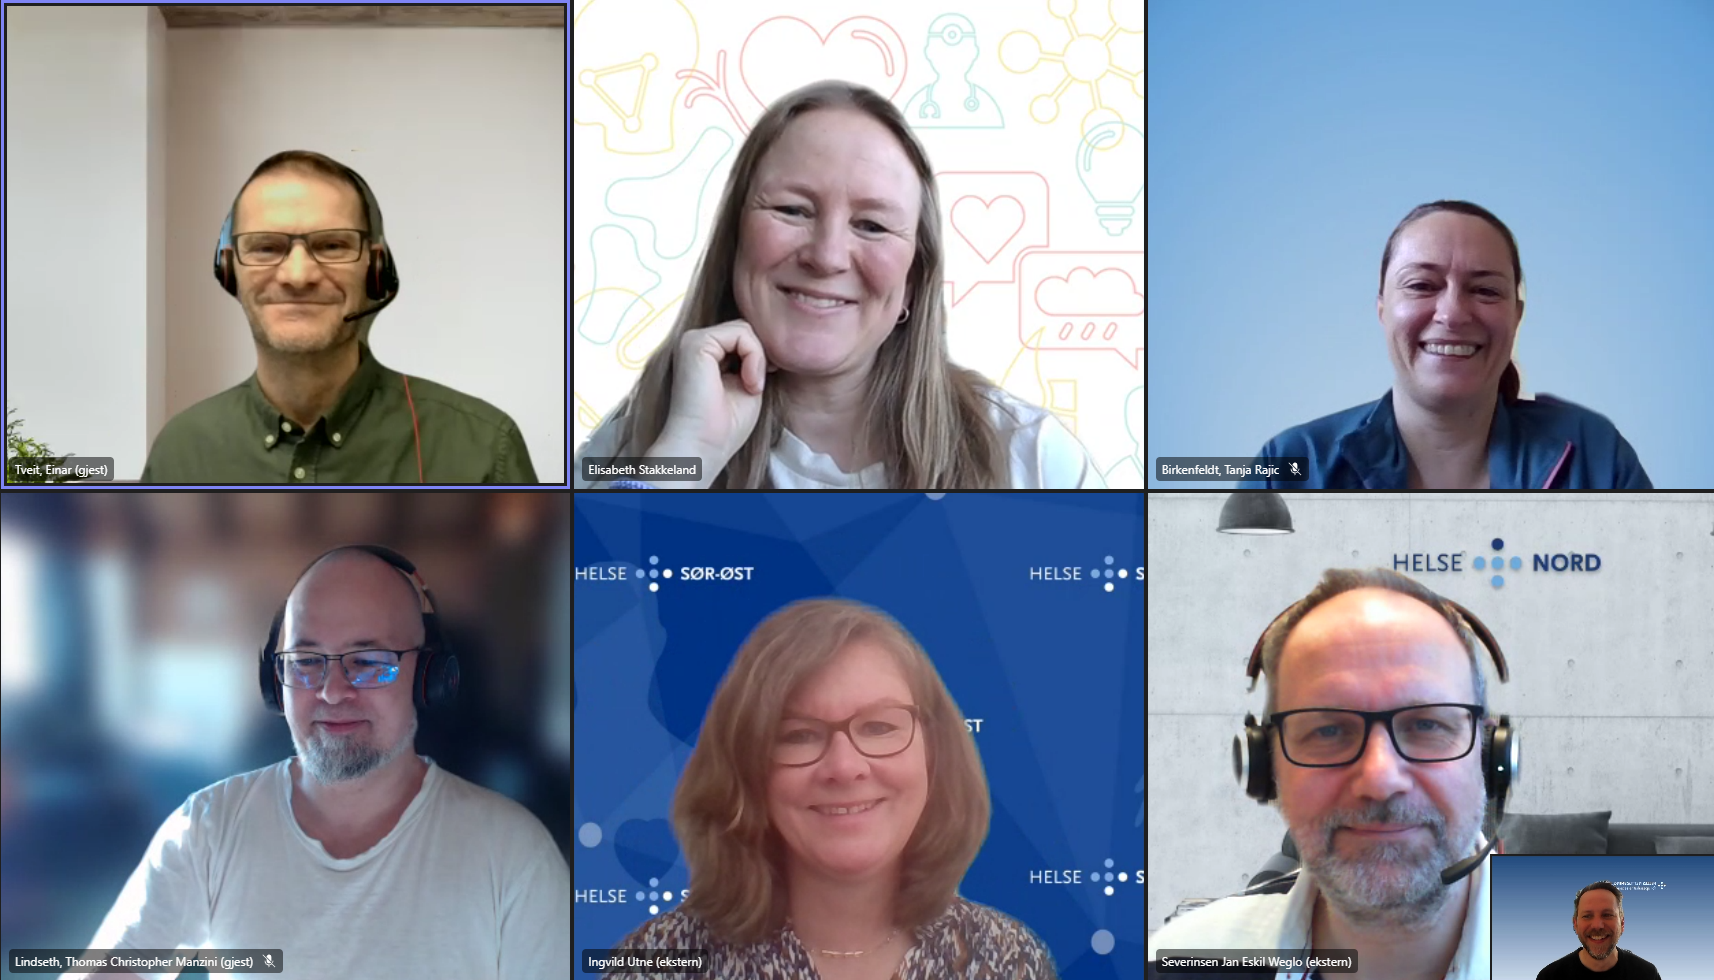 Tveit, Einar (gjest)
Elisabeth Stakkeland
Birkenfeldt, Tanja Rajic
HELSE SØR-ØST
HELSE S
ST
HELSE S
HELSE S
HELSE NORD
Lindseth, Thomas Christopher Manzini (gjest)
Ingvild Utne (ekstern)
Severinsen Jan Eskil Weglo (ekstern)